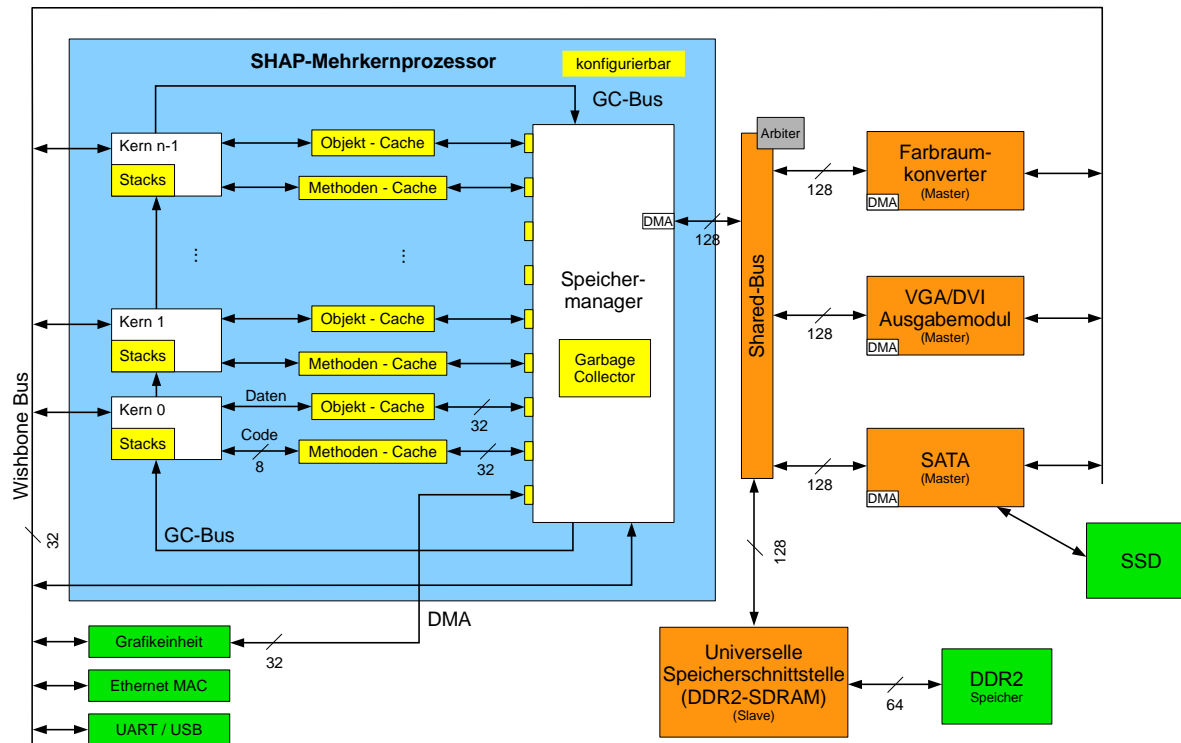 SHAP-Mehrkernprozessor
konfigurierbar
GC-Bus
Kern n-1
Stacks
Objekt - Cache
Methoden - Cache
...
...
Kern 1
Stacks
Objekt - Cache
Methoden - Cache
Kern 0
Stacks
Daten
Objekt - Cache
32
Code
8
Methoden - Cache
32
GC-Bus
DMA
128
Speicher-
manager
Garbage
Collector
Wishbone Bus
32
Arbiter
Shared-Bus
128
Farbraum-
konverter
(Master)
DMA
128
VGA/DVI
Ausgabemodul
(Master)
DMA
128
SATA
(Master)
DMA
128
SSD
DMA
32
Grafikeinheit
Ethernet MAC
UART / USB
Universelle
Speicherschnittstelle
(DDR2-SDRAM)
(Slave)
64
DDR2
Speicher